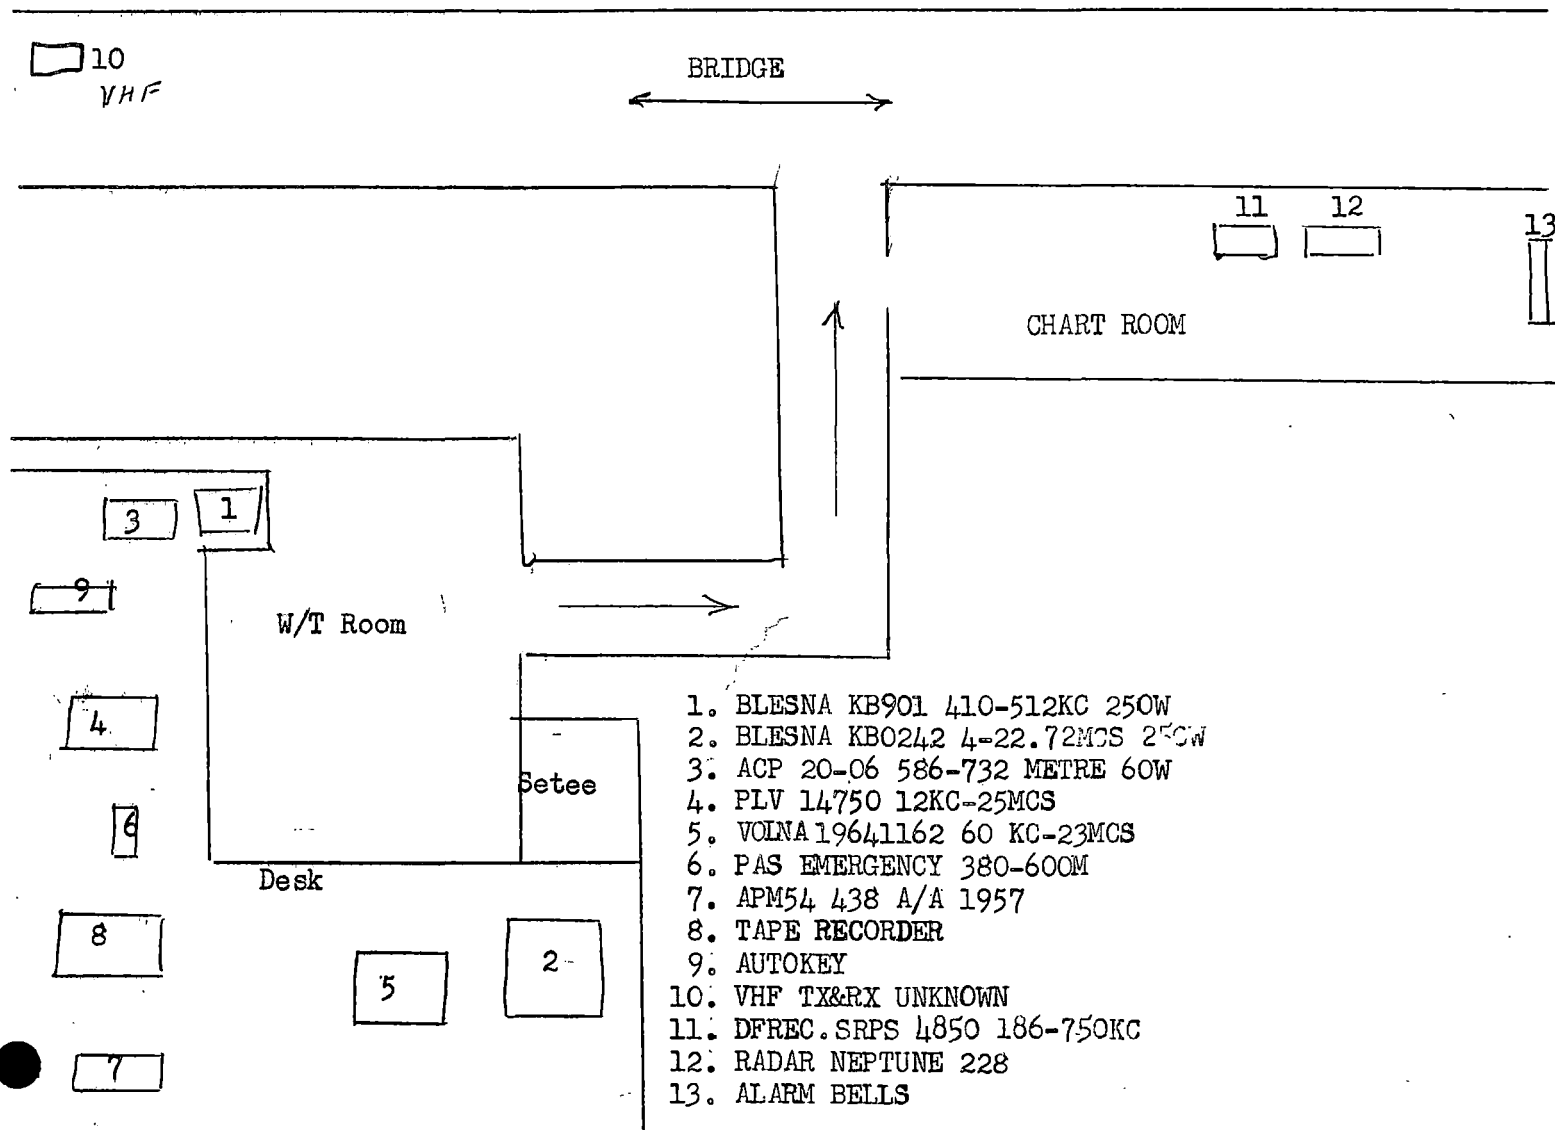 10
VHF
BRIDGE
11 12
13
CHART ROOM
3 1
9
W/T Room
4
Setee
6
Desk
8
5
2
7
1. BLESNA KB901 410-512KC 250W
2. BLESNA KB0242 4-22.72MCS 250W
3. ACP 20-06 586-732 METRE 60W
4. PLV 14750 12KC-25MCS
5. VOLNA 19641162 60 KC-23MCS
6. PAS EMERGENCY 380-600M
7. APM54 438 A/A 1957
8. TAPE RECORDER
9. AUTOKEY
10. VHF TX&RX UNKNOWN
11. DFREC. SRPS 4850 186-750KC
12. RADAR NEPTUNE 228
13. ALARM BELLS